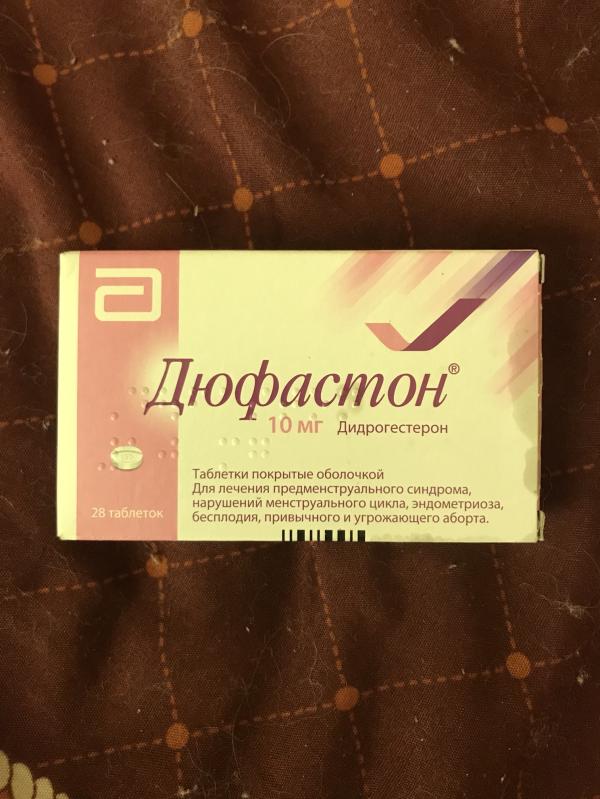 Дюфастон®
10 мг Дидрогестерон
Таблетки покрытые оболочкой
Для лечения предменструального синдрома,
нарушений менструального цикла, эндометриоза,
бесплодия, привычного и угрожающего аборта.
28 таблеток